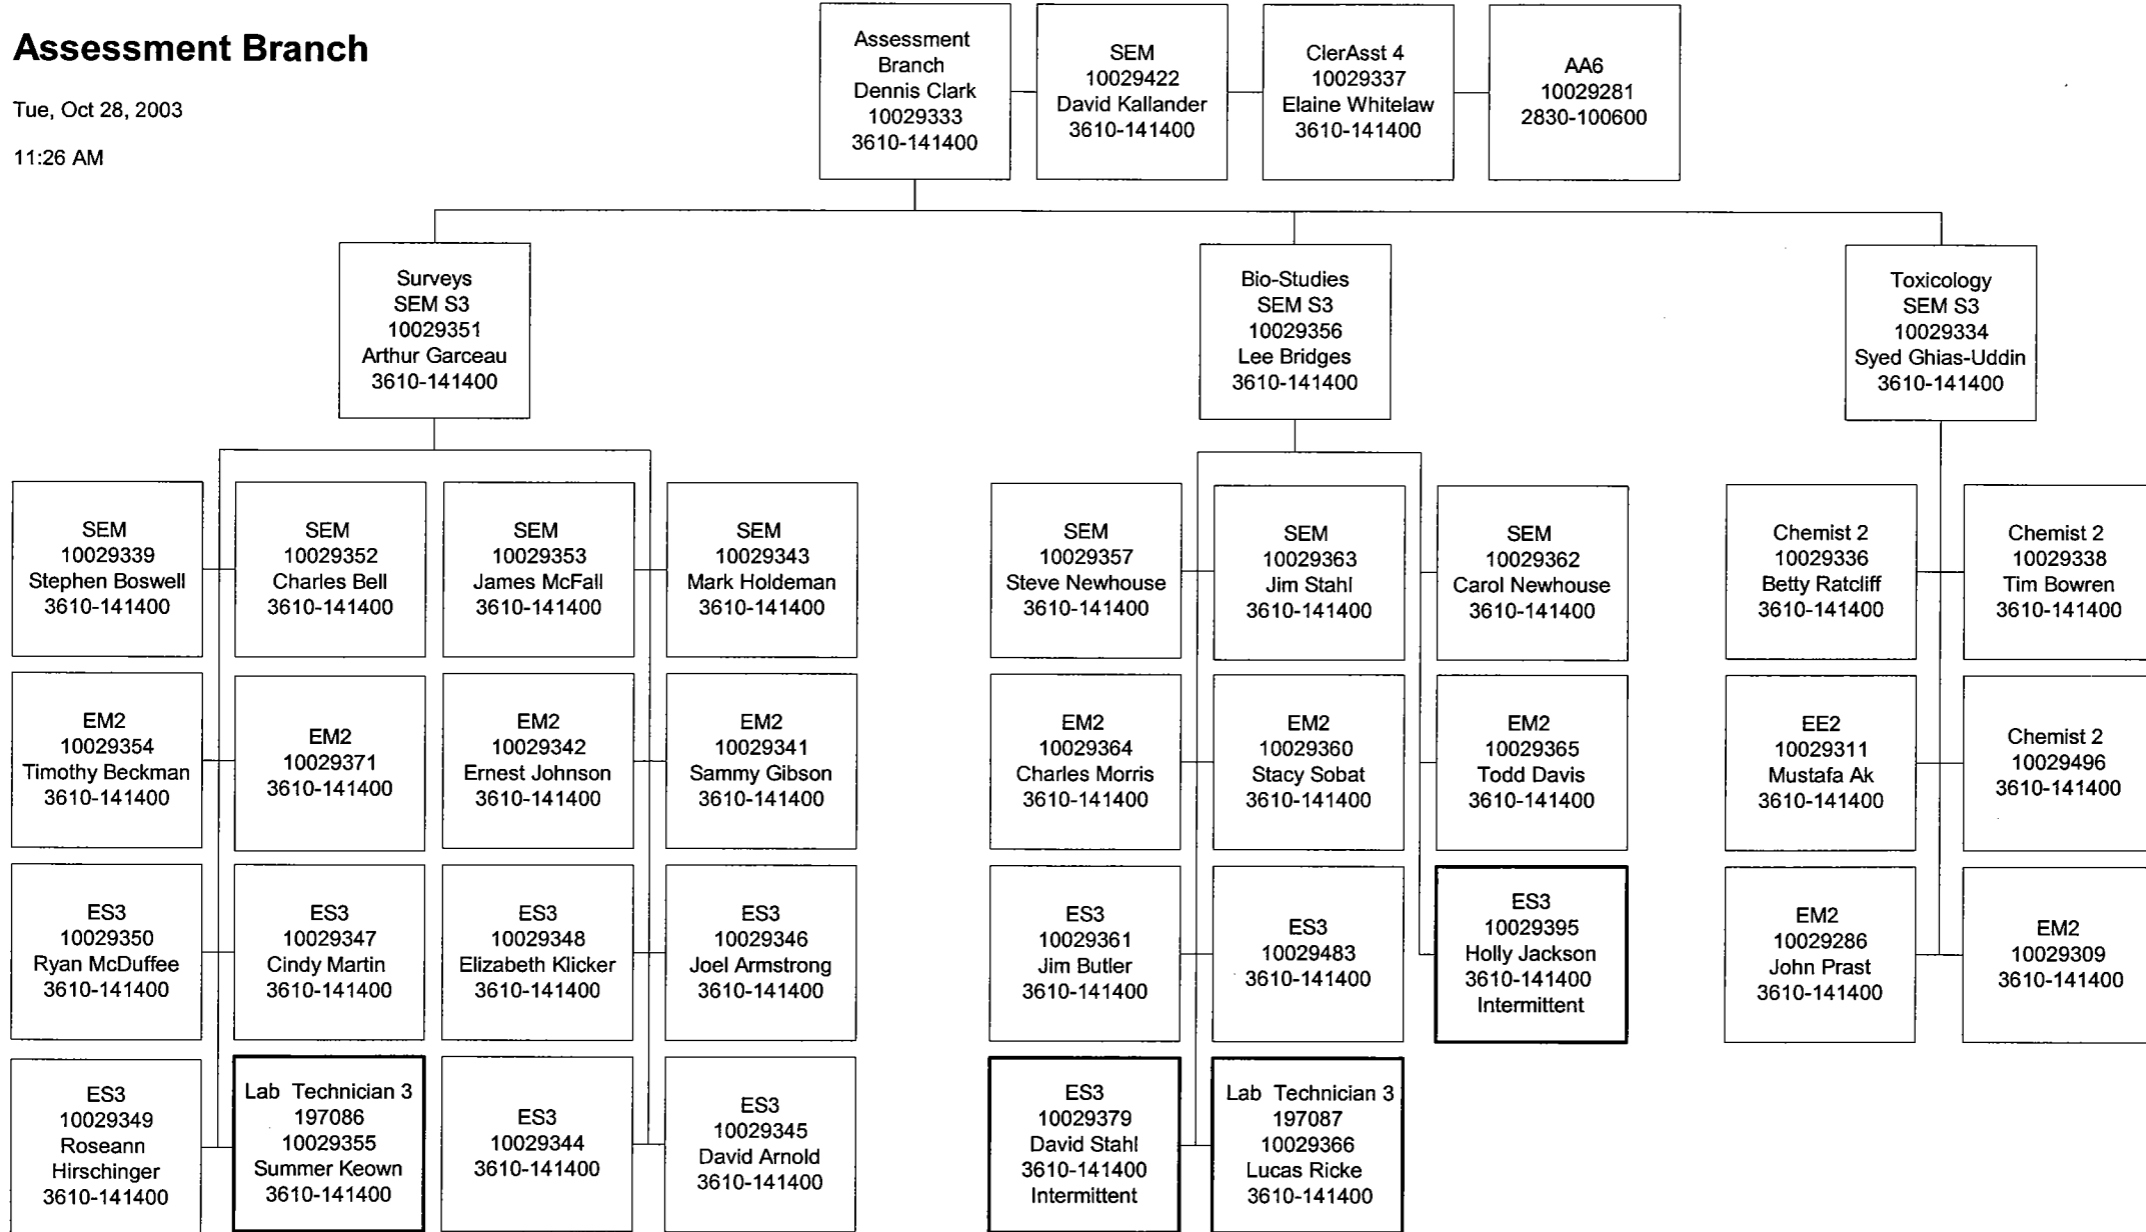 Assessment Branch
Tue, Oct 28, 2003
11:26 AM
Assessment
Branch
Dennis Clark
10029333
3610-141400
SEM
10029422
David Kallander
3610-141400
ClerAsst 4
10029337
Elaine Whitelaw
3610-141400
AA6
10029281
2830-100600
Surveys
SEM S3
10029351
Arthur Garceau
3610-141400
Bio-Studies
SEM S3
10029356
Lee Bridges
3610-141400
Toxicology
SEM S3
10029334
Syed Ghias-Uddin
3610-141400
SEM
10029339
Stephen Boswell
3610-141400
SEM
10029352
Charles Bell
3610-141400
SEM
10029353
James McFall
3610-141400
SEM
10029343
Mark Holdeman
3610-141400
SEM
10029357
Steve Newhouse
3610-141400
SEM
10029363
Jim Stahl
3610-141400
SEM
10029362
Carol Newhouse
3610-141400
Chemist 2
10029336
Betty Ratcliff
3610-141400
Chemist 2
10029338
Tim Bowren
3610-141400
EM2
10029354
Timothy Beckman
3610-141400
EM2
10029371
3610-141400
EM2
10029342
Ernest Johnson
3610-141400
EM2
10029341
Sammy Gibson
3610-141400
EM2
10029364
Charles Morris
3610-141400
EM2
10029360
Stacy Sobat
3610-141400
EM2
10029365
Todd Davis
3610-141400
EE2
10029311
Mustafa Ak
3610-141400
Chemist 2
10029496
3610-141400
ES3
10029350
Ryan McDuffee
3610-141400
ES3
10029347
Cindy Martin
3610-141400
ES3
10029348
Elizabeth Klicker
3610-141400
ES3
10029346
Joel Armstrong
3610-141400
ES3
10029361
Jim Butler
3610-141400
ES3
10029483
3610-141400
ES3
10029395
Holly Jackson
3610-141400
Intermittent
EM2
10029286
John Prast
3610-141400
EM2
10029309
3610-141400
ES3
10029349
Roseann
Hirschinger
3610-141400
Lab Technician 3
197086
10029355
Summer Keown
3610-141400
ES3
10029344
3610-141400
ES3
10029345
David Arnold
3610-141400
ES3
10029379
David Stahl
3610-141400
Intermittent
Lab Technician 3
197087
10029366
Lucas Ricke
3610-141400